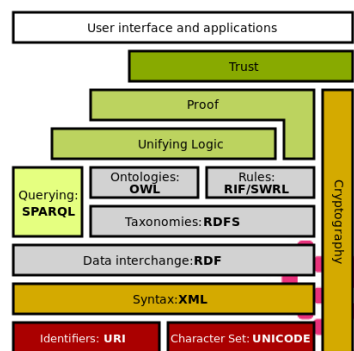 User interface and applications
Trust
Proof
Unifying Logic
Querying:
SPARQL
Ontologies:
OWL
Rules:
RIF/SWRL
Taxonomies:RDFS
Cryptography
Data interchange:RDF
Syntax:XML
Identifiers: URI
Character Set: UNICODE